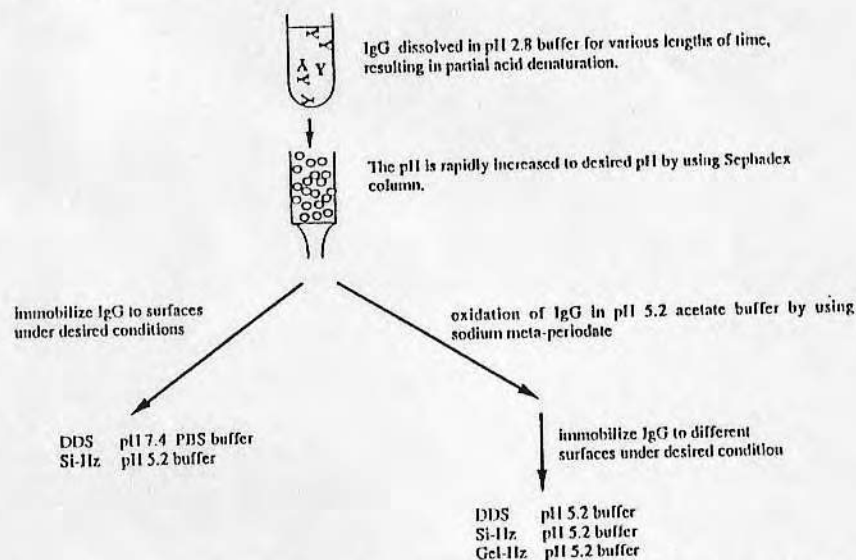 IgG dissolved in pH 2.8 buffer for various lengths of time,
resulting in partial acid denaturation.
The pH is rapidly increased to desired pH by using Sephadex
column.
immobilize IgG to surfaces
under desired conditions
oxidation of IgG in pH 5.2 acetate buffer by using
sodium meta-periodate
DDS pH 7.4 PBS buffer
Si-Hz pH 5.2 buffer
immobilize IgG to different
surfaces under desired condition
DDS pH 5.2 buffer
Si-Hz pH 5.2 buffer
Gel-Hz pH 5.2 buffer